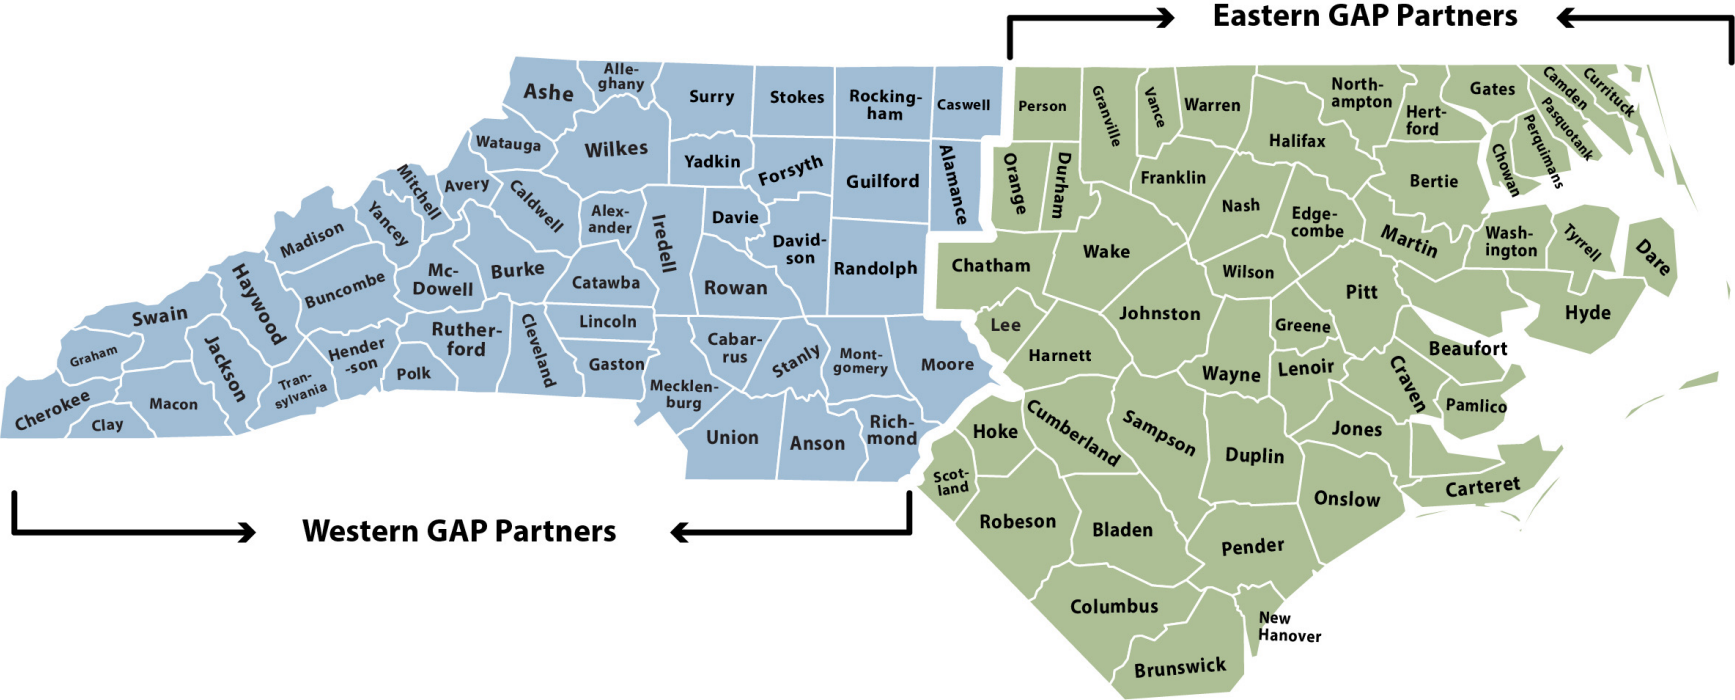 Eastern GAP Partners
Ashe
Alle-
ghany
Surry
Stokes
Rocking-
ham
Caswell
Person
Granville
Vance
Warren
North-
ampton
Hert-
ford
Gates
Camden
Currituck
Pasquotank
Perquimans
Chowan
Watauga
Wilkes
Yadkin
Forsyth
Guilford
Alamance
Orange
Durham
Franklin
Halifax
Bertie
Mitchell
Avery
Caldwell
Alex-
ander
Iredell
Davie
David-
son
Randolph
Chatham
Wake
Nash
Edge-
combe
Martin
Wash-
ington
Tyrrell
Dare
Madison
Yancey
Mc-
Dowell
Burke
Catawba
Rowan
Wilson
Pitt
Hyde
Beaufort
Swain
Haywood
Buncombe
Ruther-
ford
Cleveland
Lincoln
Gaston
Cabar-
rus
Stanly
Mont-
gomery
Moore
Lee
Harnett
Johnston
Greene
Wayne
Lenoir
Craven
Pamlico
Graham
Jackson
Hender
-son
Tran-
sylvania
Polk
Mecklen-
burg
Cherokee
Clay
Macon
Union
Anson
Rich-
mond
Hoke
Cumberland
Sampson
Duplin
Jones
Onslow
Carteret
Scot-
land
Robeson
Bladen
Pender
Columbus
New
Hanover
Brunswick
Western GAP Partners